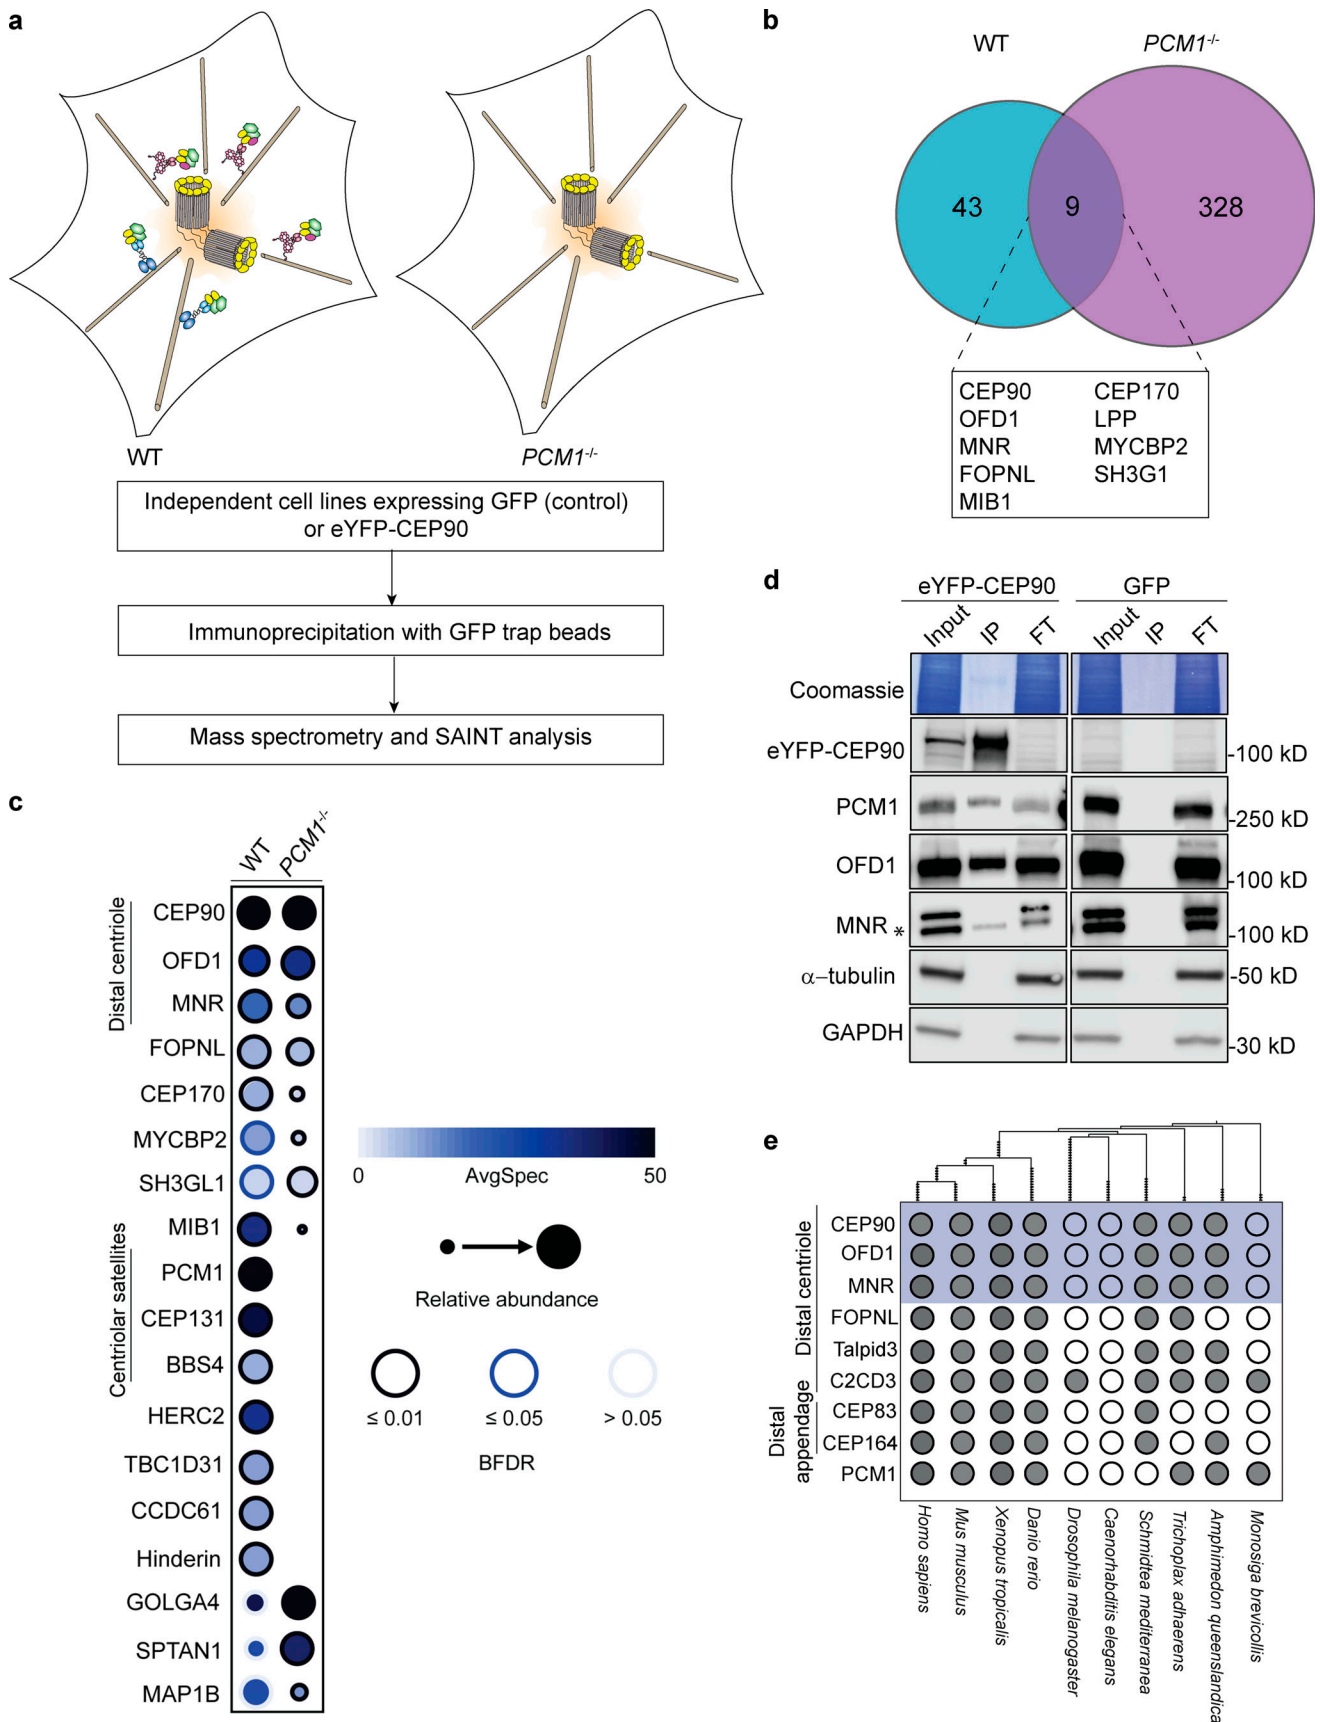 a
WT
PCM1-/-
Independent cell lines expressing GFP (control)
or eYFP-CEP90
Immunoprecipitation with GFP trap beads
Mass spectrometry and SAINT analysis
b
WT
PCM1-/-
43
9
328
CEP90
OFD1
MNR
FOPNL
MIB1
CEP170
LPP
MYCBP2
SH3G1
c
WT
PCM1-/-
Distal centriole
CEP90
OFD1
MNR
FOPNL
CEP170
MYCBP2
SH3GL1
MIB1
Centriolar satellites
PCM1
CEP131
BBS4
HERC2
TBC1D31
CCDC61
Hinderin
GOLGA4
SPTAN1
MAP1B
0
AvgSpec
50
Relative abundance
≤ 0.01
≤ 0.05
> 0.05
BFDR
d
eYFP-CEP90
GFP
Input
IP
FT
Input
IP
FT
Coomassie
eYFP-CEP90
-100 kD
PCM1
-250 kD
OFD1
-100 kD
MNR
*
-100 kD
α–tubulin
-50 kD
GAPDH
-30 kD
e
Distal centriole
CEP90
OFD1
MNR
FOPNL
Talpid3
C2CD3
Distal
appendage
CEP83
CEP164
PCM1
Homo sapiens
Mus musculus
Xenopus tropicalis
Danio rerio
Drosophila melanogaster
Caenorhabditis elegans
Schmidtea mediterranea
Trichoplax adhaerens
Amphimedon queenslandica
Monosiga brevicollis